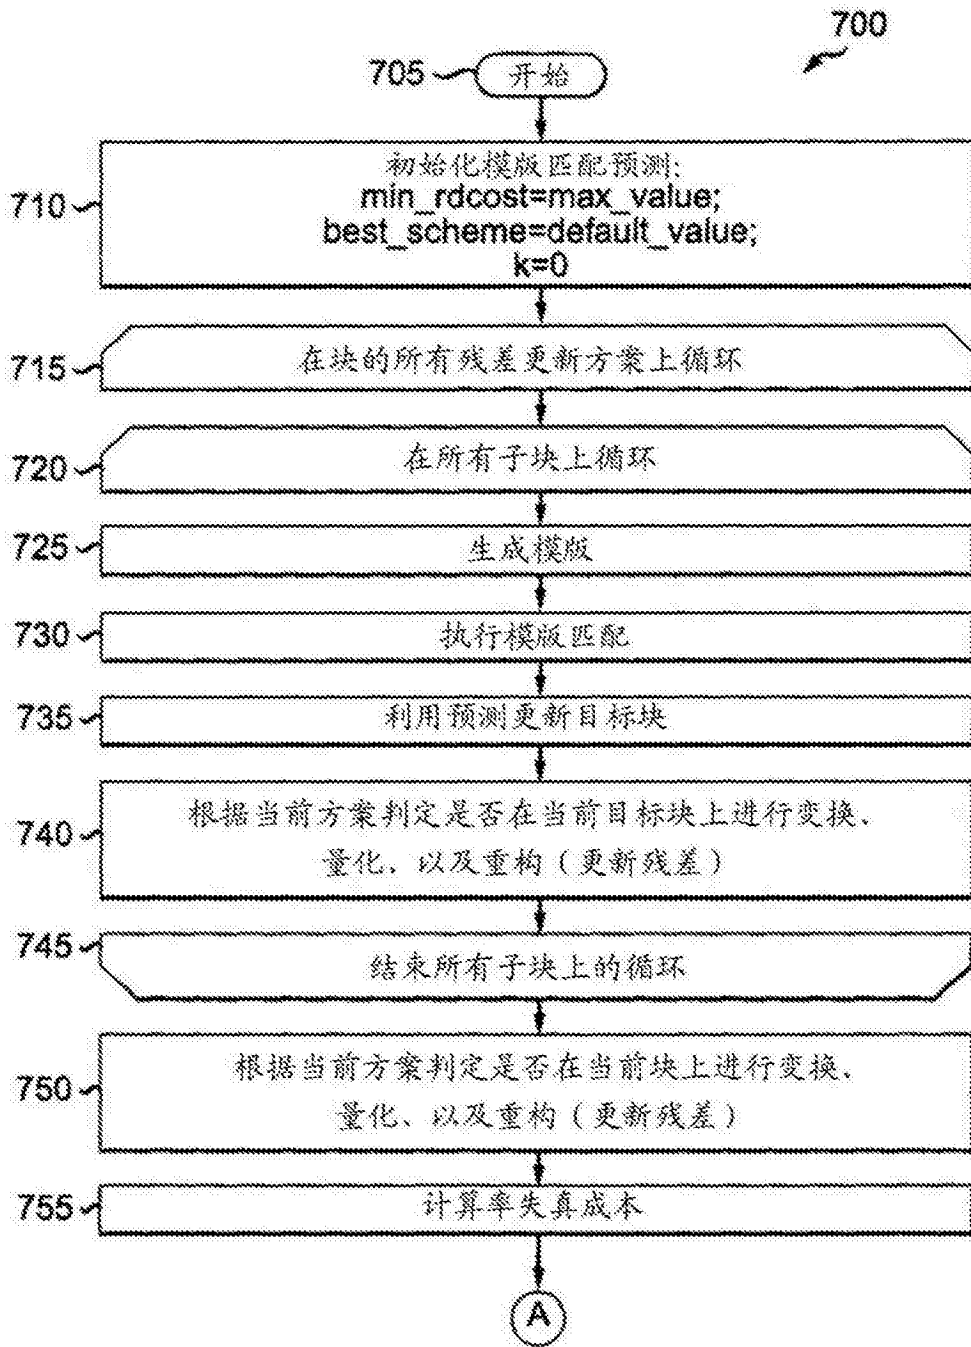 700
705
开始
710
初始化模版匹配预测:
min_rdcost=max_value;
best_scheme=default_value;
k=0
715
在块的所有残差更新方案上循环
720
在所有子块上循环
725
生成模版
730
执行模版匹配
735
利用预测更新目标块
740
根据当前方案判定是否在当前目标块上进行变换、
量化、以及重构（更新残差）
745
结束所有子块上的循环
750
根据当前方案判定是否在当前块上进行变换、
量化、以及重构（更新残差）
755
计算率失真成本
A